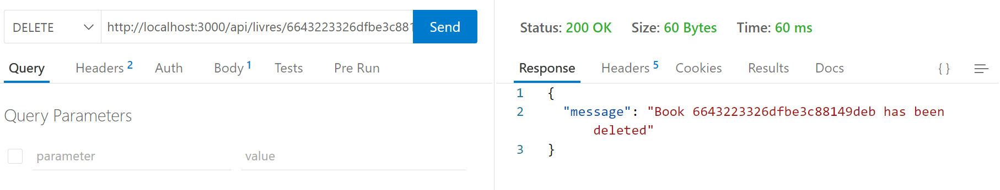 DELETE
http://localhost:3000/api/livres/6643223326dfbe3c881
Send
Query
Headers 2
Auth
Body 1
Tests
Pre Run
Query Parameters
parameter
value
Status: 200 OK
Size: 60 Bytes
Time: 60 ms
Response
Headers 5
Cookies
Results
Docs
{ }
1 {
2 "message": "Book 6643223326dfbe3c88149deb has been
deleted"
3 }